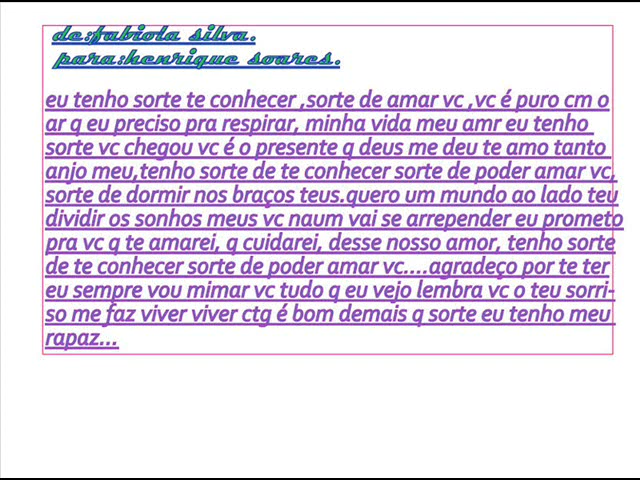 de:fabiola silva.
para:henrique soares.
eu tenho sorte te conhecer ,sorte de amar vc ,vc é puro cm o
ar q eu preciso pra respirar, minha vida meu amr eu tenho
sorte vc chegou vc é o presente q deus me deu te amo tanto
anjo meu,tenho sorte de te conhecer sorte de poder amar vc,
sorte de dormir nos braços teus.quero um mundo ao lado teu
dividir os sonhos meus vc naum vai se arrepender eu prometo
pra vc q te amarei, q cuidarei, desse nosso amor, tenho sorte
de te conhecer sorte de poder amar vc....agradeço por te ter
eu sempre vou mimar vc tudo q eu vejo lembra vc o teu sorri-
so me faz viver viver ctg é bom demais q sorte eu tenho meu
rapaz...